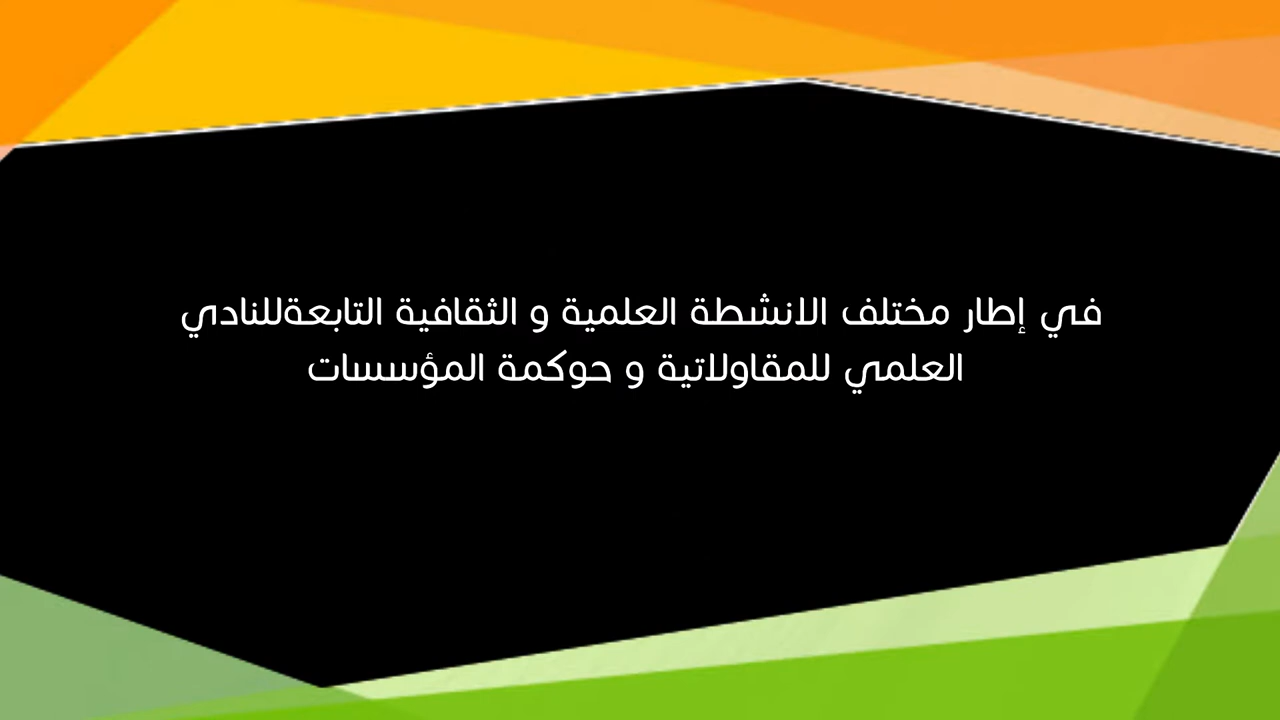 في إطار مختلف الانشطة العلمية و الثقافية التابعةللنادي
العلمي للمقاولاتية و حوكمة المؤسسات